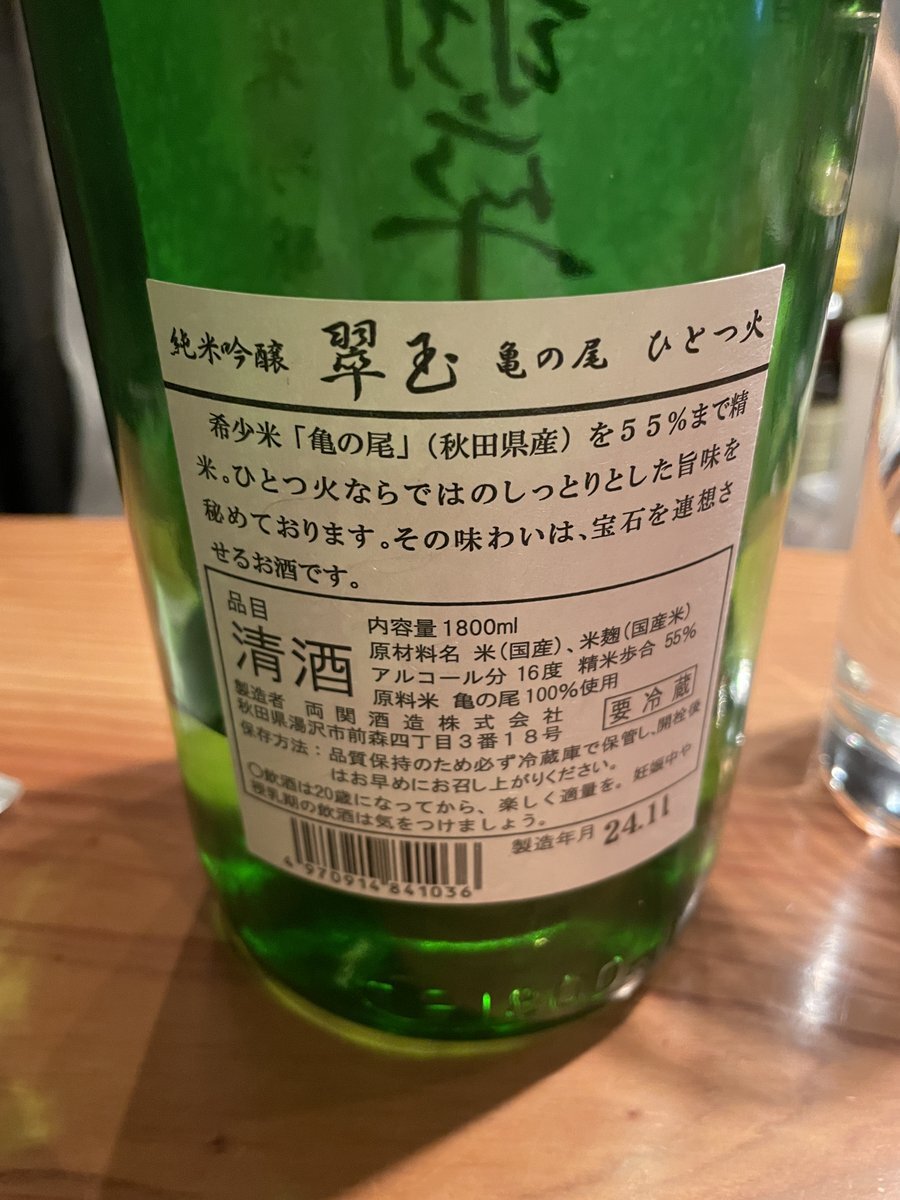 純米吟醸 翠玉 亀の尾 ひとつ火
希少米「亀の尾」(秋田県産)を55%まで精
米。ひとつ火ならではのしっとりとした旨味を
秘めております。その味わいは、宝石を連想さ
せるお酒です。
品目
清酒
内容量 1800ml
原材料名 米(国産)、米麹(国産米)
アルコール分 16度 精米歩合 55%
原料米 亀の尾100%使用
要冷蔵
製造者 両関酒造株式会社
秋田県湯沢市前森四丁目3番18号
保存方法:品質保持のため必ず冷蔵庫で保管し、開栓後
はお早めにお召し上がりください。
○飲酒は20歳になってから、楽しく適量を。 妊娠中や
授乳期の飲酒は気をつけましょう。
製造年月 24.11
4 970914 841036